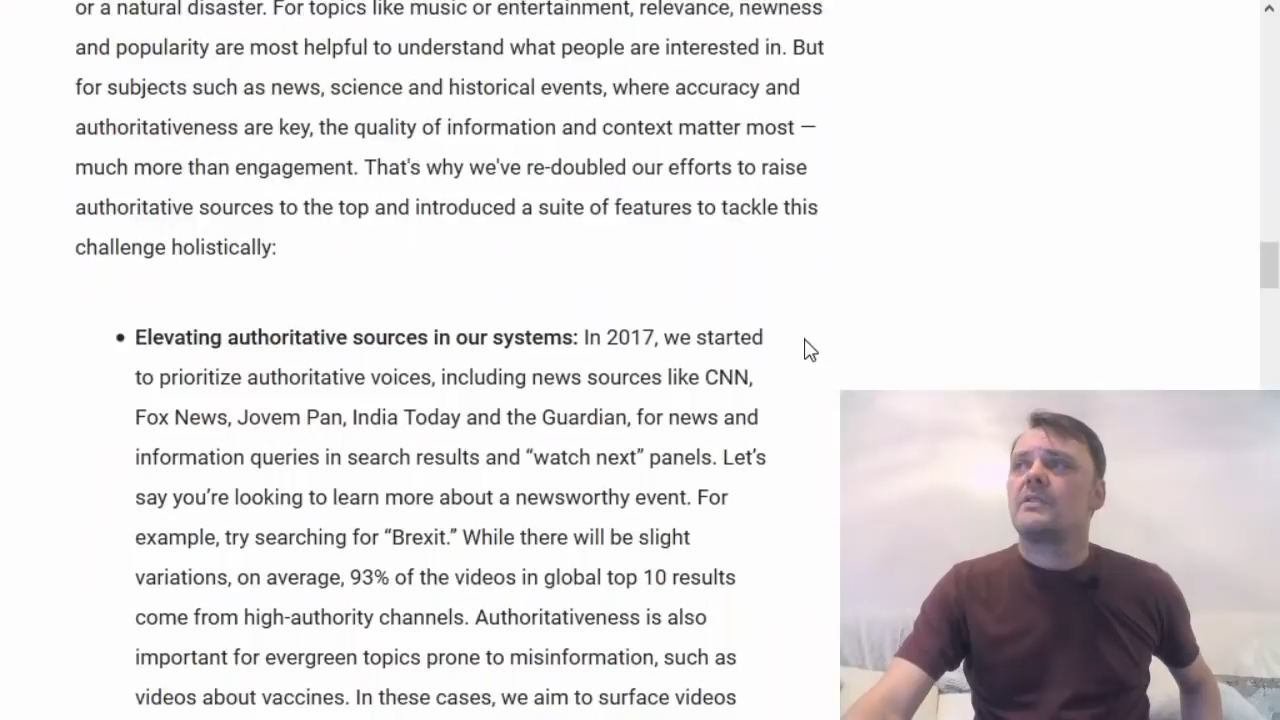 or a natural disaster. For topics like music or entertainment, relevance, newness
and popularity are most helpful to understand what people are interested in. But
for subjects such as news, science and historical events, where accuracy and
authoritativeness are key, the quality of information and context matter most —
much more than engagement. That's why we've re-doubled our efforts to raise
authoritative sources to the top and introduced a suite of features to tackle this
challenge holistically:
• Elevating authoritative sources in our systems: In 2017, we started
to prioritize authoritative voices, including news sources like CNN,
Fox News, Jovem Pan, India Today and the Guardian, for news and
information queries in search results and “watch next” panels. Let’s
say you’re looking to learn more about a newsworthy event. For
example, try searching for “Brexit.” While there will be slight
variations, on average, 93% of the videos in global top 10 results
come from high-authority channels. Authoritativeness is also
important for evergreen topics prone to misinformation, such as
videos about vaccines. In these cases, we aim to surface videos